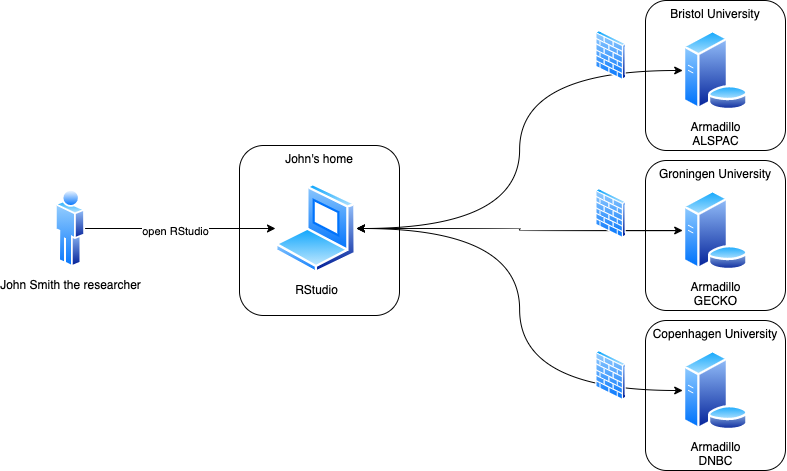 Bristol University
Armadillo
ALSPAC
John's home
Groningen University
open RStudio
John Smith the researcher
RStudio
Armadillo
GECKO
Copenhagen University
Armadillo
DNBC